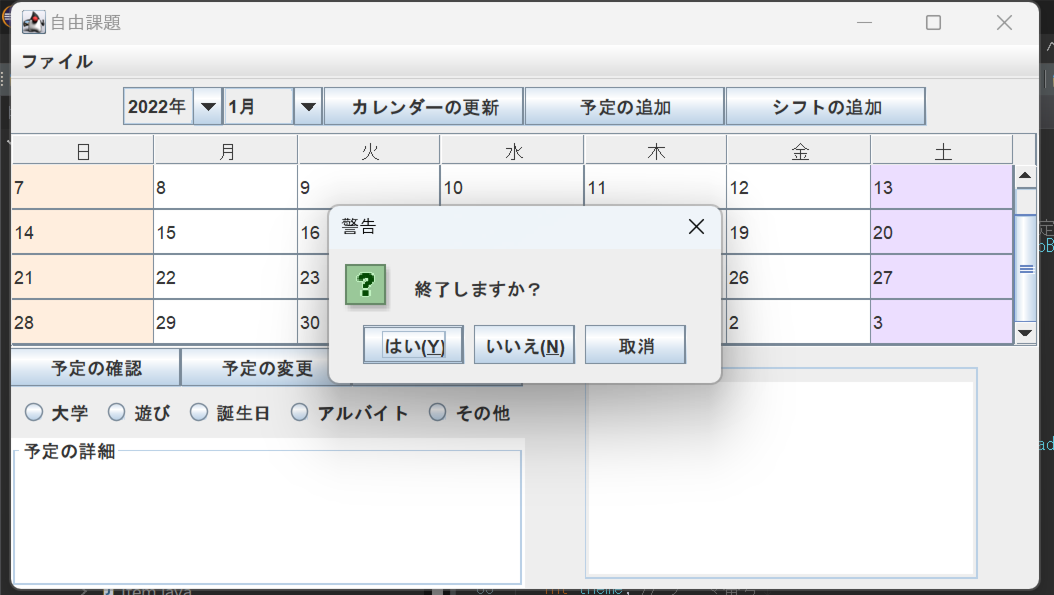 自由課題
ファイル
2022年 1月 カレンダーの更新 予定の追加 シフトの追加
日 月 火 水 木 金 土
7 8 9 10 11 12 13
14 15 16 19 20
21 22 23 26 27
28 29 30 2 3
警告
終了しますか？
はい(Y) いいえ(N) 取消
予定の確認 予定の変更
大学 遊び 誕生日 アルバイト その他
予定の詳細